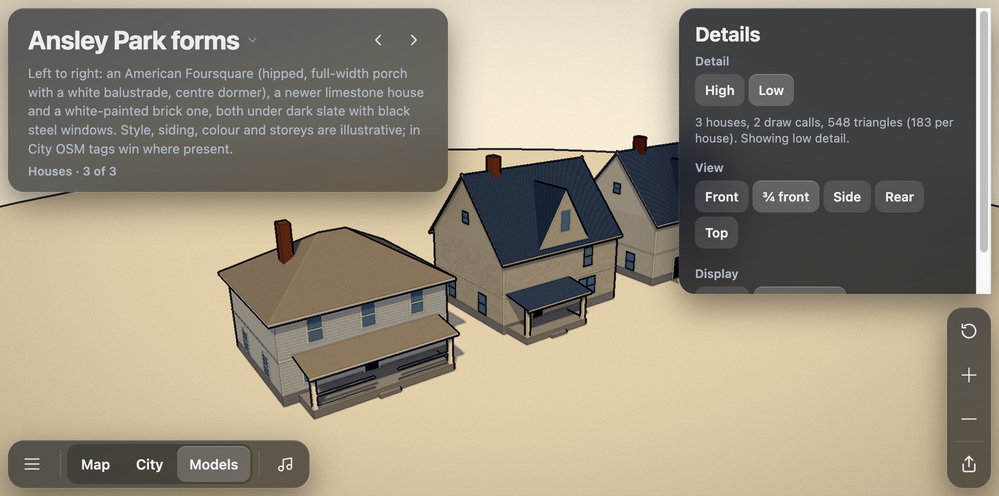 Ansley Park forms
Left to right: an American Foursquare (hipped, full-width porch
with a white balustrade, centre dormer), a newer limestone house
and a white-painted brick one, both under dark slate with black
steel windows. Style, siding, colour and storeys are illustrative; in
City OSM tags win where present.
Houses · 3 of 3
Details
Detail
High Low
3 houses, 2 draw calls, 548 triangles (183 per
house). Showing low detail.
View
Front ¾ front Side Rear
Top
Display
Map City Models